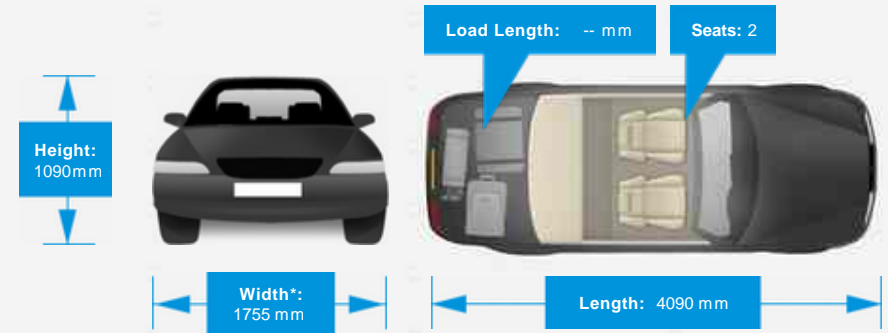 Load Length: -- mm
Seats: 2
Height:
1090mm
Width*:
1755 mm
Length: 4090 mm